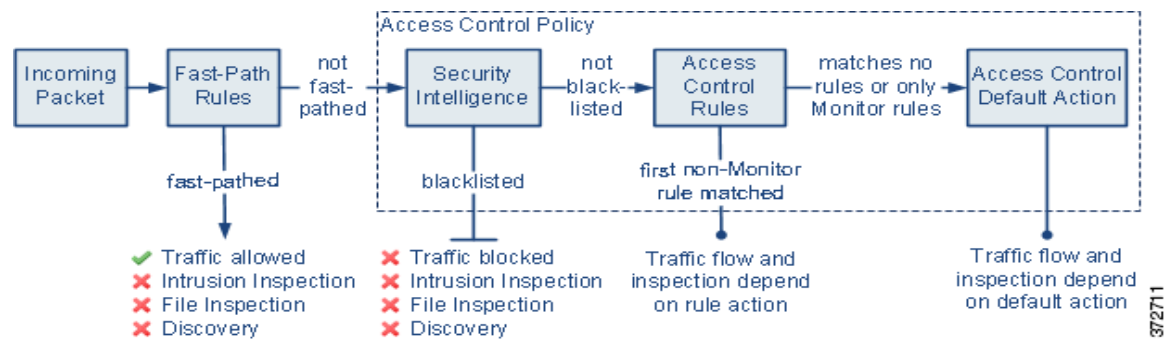 Access Control Policy
Incoming
Packet
Fast-Path
Rules
not
fast-
pathed
Security
Intelligence
not
black-
listed
Access
Control
Rules
matches no
rules or only
Monitor rules
Access Control
Default Action
fast-pathed
blacklisted
first non-Monitor
rule matched
Traffic allowed
Intrusion Inspection
File Inspection
Discovery
Traffic blocked
Intrusion Inspection
File Inspection
Discovery
Traffic flow and
inspection depend
on rule action
Traffic flow and
inspection depend
on default action
372711